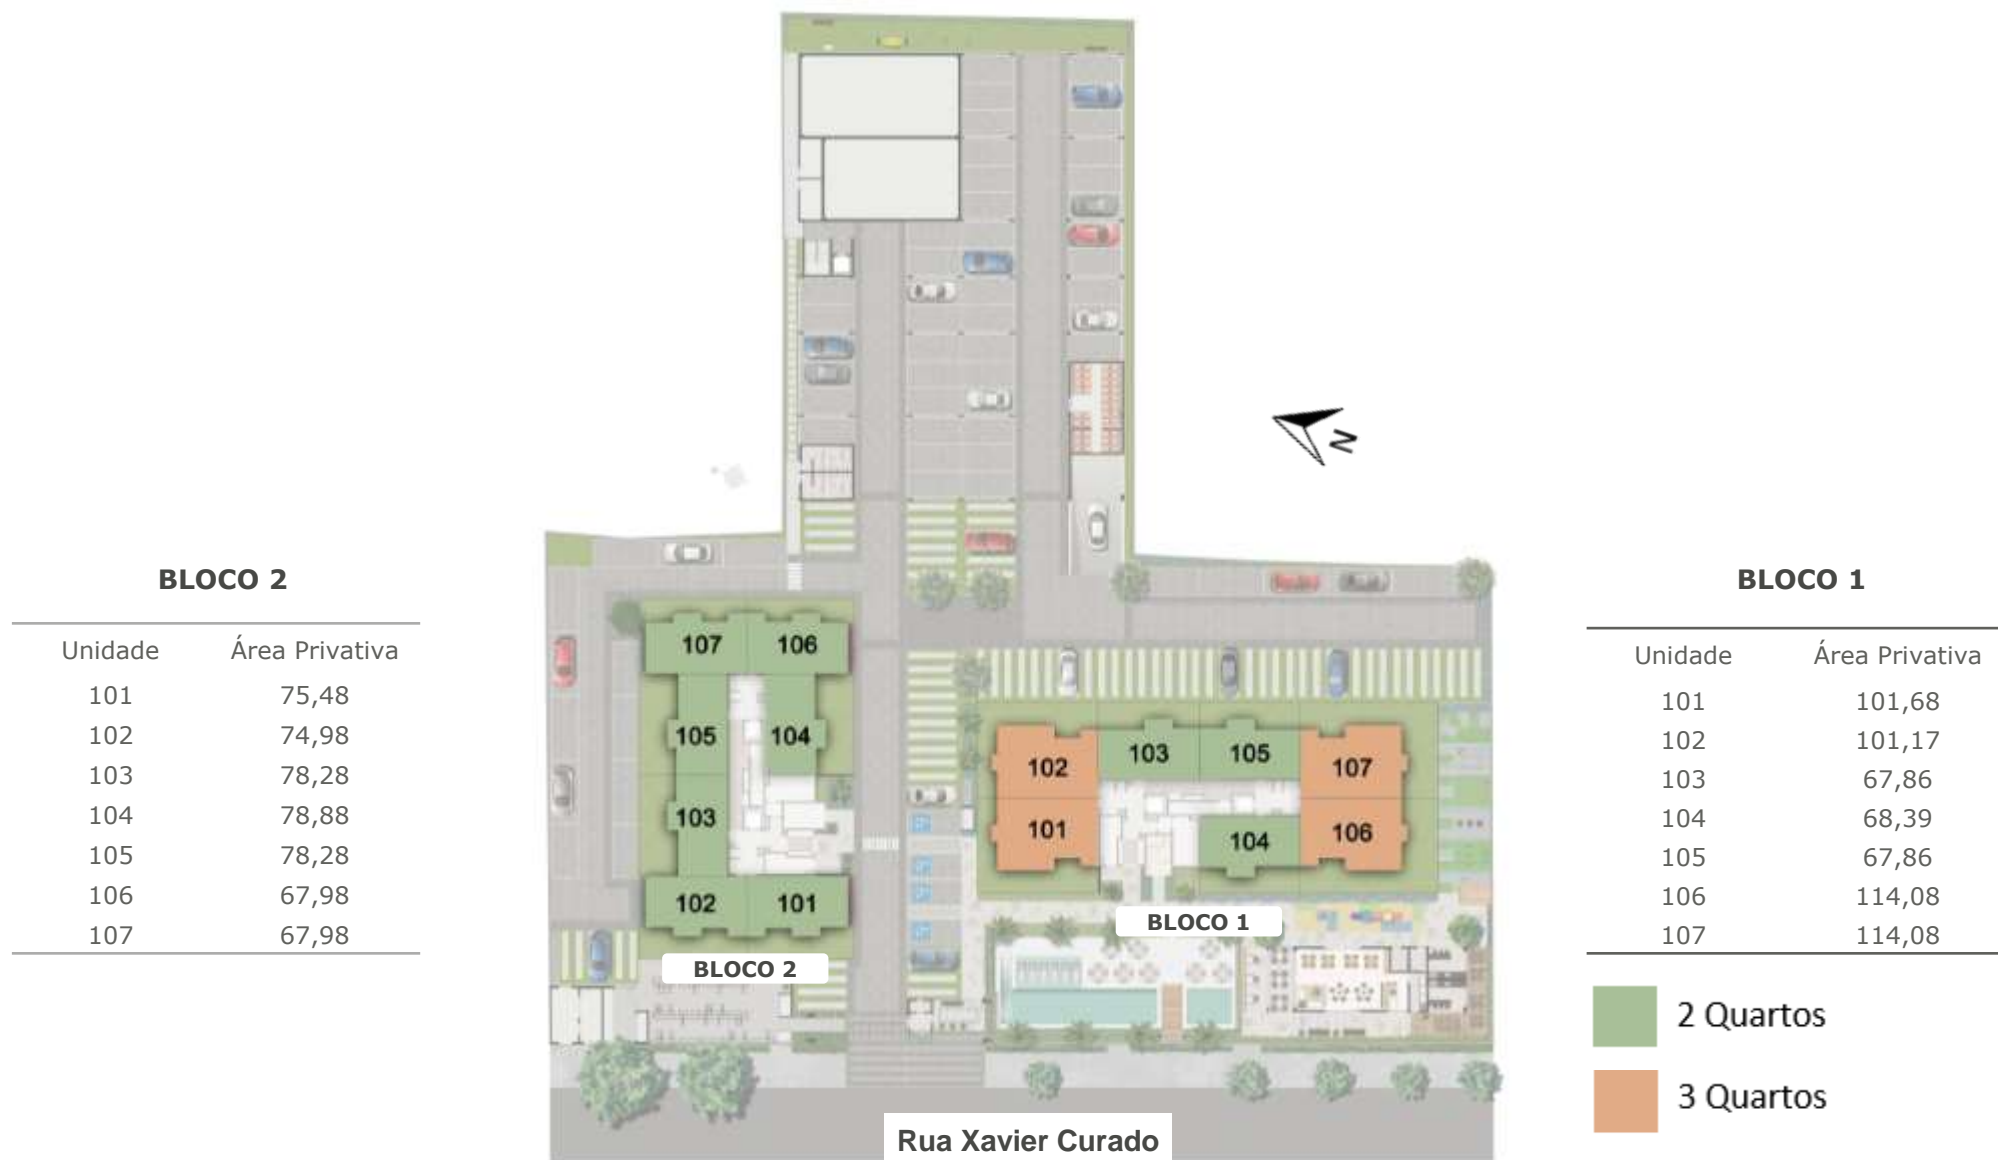 BLOCO 2
Unidade Área Privativa
101 75,48
102 74,98
103 78,28
104 78,88
105 78,28
106 67,98
107 67,98
107 106
105 104
103
102 101
BLOCO 2
N
102 103 105 107
101 104 106
BLOCO 1
Rua Xavier Curado
BLOCO 1
Unidade Área Privativa
101 101,68
102 101,17
103 67,86
104 68,39
105 67,86
106 114,08
107 114,08
2 Quartos
3 Quartos